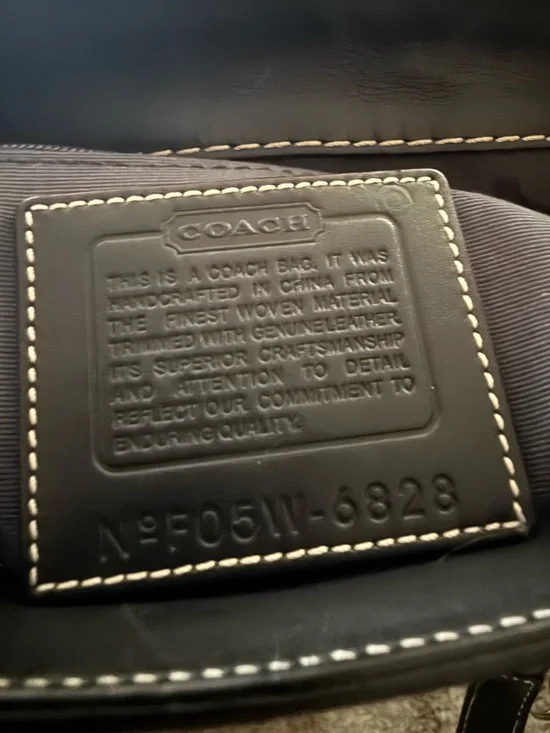 COACH
THIS IS A COACH BAG. IT WAS
HANDCRAFTED IN CHINA FROM
THE FINEST WOVEN MATERIAL
TRIMMED WITH GENUINE LEATHER.
ITS SUPERIOR CRAFTSMANSHIP
AND ATTENTION TO DETAIL
REFLECT OUR COMMITMENT TO
ENDURING QUALITY.
Nº F05W-6828